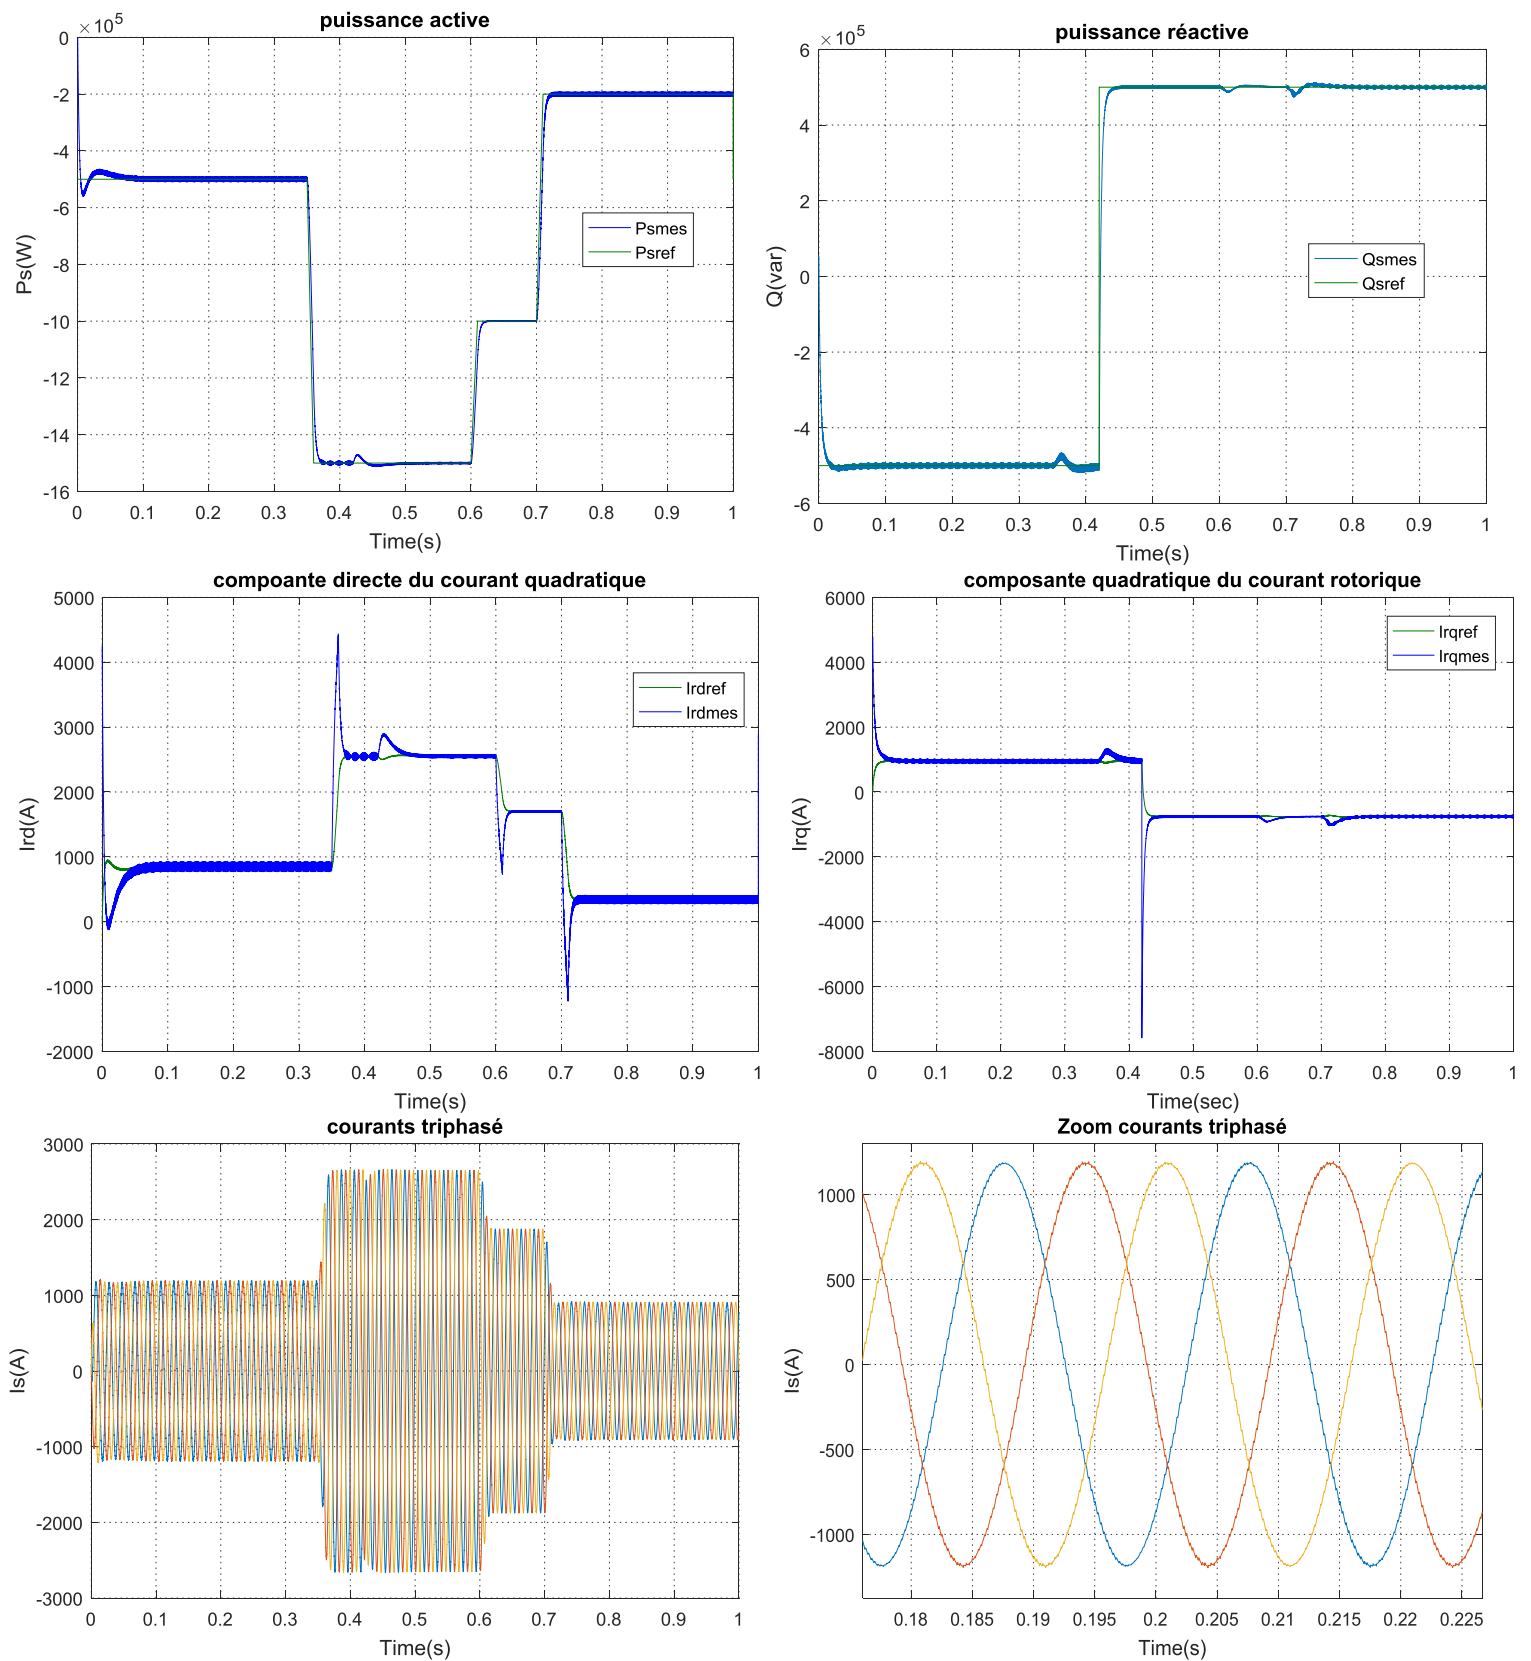 puissance active
×10⁵
0
-2
-4
-6
-8
-10
-12
-14
-16
Ps(W)
Psmes
Psref
0 0.1 0.2 0.3 0.4 0.5 0.6 0.7 0.8 0.9 1
Time(s)
puissance réactive
×10⁵
6
4
2
0
-2
-4
-6
Q(var)
Qsmes
Qsref
0 0.1 0.2 0.3 0.4 0.5 0.6 0.7 0.8 0.9 1
Time(s)
compoante directe du courant quadratique
5000
4000
3000
2000
1000
0
-1000
-2000
Ird(A)
Irdref
Irdmes
0 0.1 0.2 0.3 0.4 0.5 0.6 0.7 0.8 0.9 1
Time(s)
composante quadratique du courant rotorique
6000
4000
2000
0
-2000
-4000
-6000
-8000
Irq(A)
Irqref
Irqmes
0 0.1 0.2 0.3 0.4 0.5 0.6 0.7 0.8 0.9 1
Time(sec)
courants triphasé
3000
2000
1000
0
-1000
-2000
-3000
Is(A)
0 0.1 0.2 0.3 0.4 0.5 0.6 0.7 0.8 0.9 1
Time(s)
Zoom courants triphasé
1000
500
0
-500
-1000
Is(A)
0.18 0.185 0.19 0.195 0.2 0.205 0.21 0.215 0.22 0.225
Time(s)